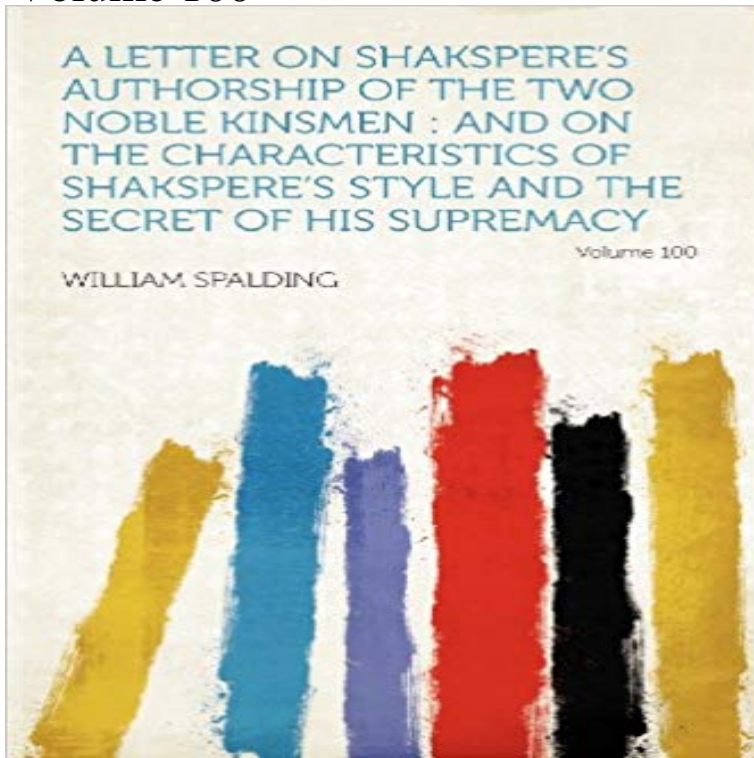 A LETTER ON SHAKSPERE'S
AUTHORSHIP OF THE TWO
NOBLE KINSMEN : AND ON
THE CHARACTERISTICS OF
SHAKSPERE'S STYLE AND THE
SECRET OF HIS SUPREMACY
Volume 100
WILLIAM SPALDING